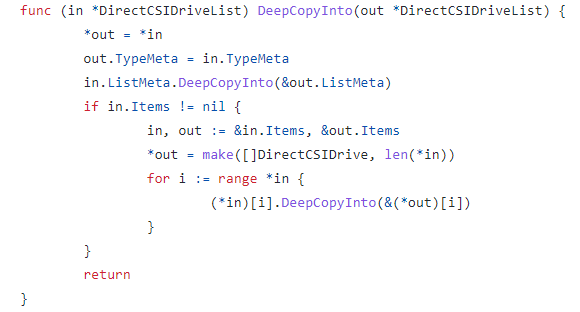 func (in *DirectCSIDriveList) DeepCopyInto(out *DirectCSIDriveList) {
        *out = *in
        out.TypeMeta = in.TypeMeta
        in.ListMeta.DeepCopyInto(&out.ListMeta)
        if in.Items != nil {
                in, out := &in.Items, &out.Items
                *out = make([]DirectCSIDrive, len(*in))
                for i := range *in {
                        (*in)[i].DeepCopyInto(&(*out)[i])
                }
        }
        return
}